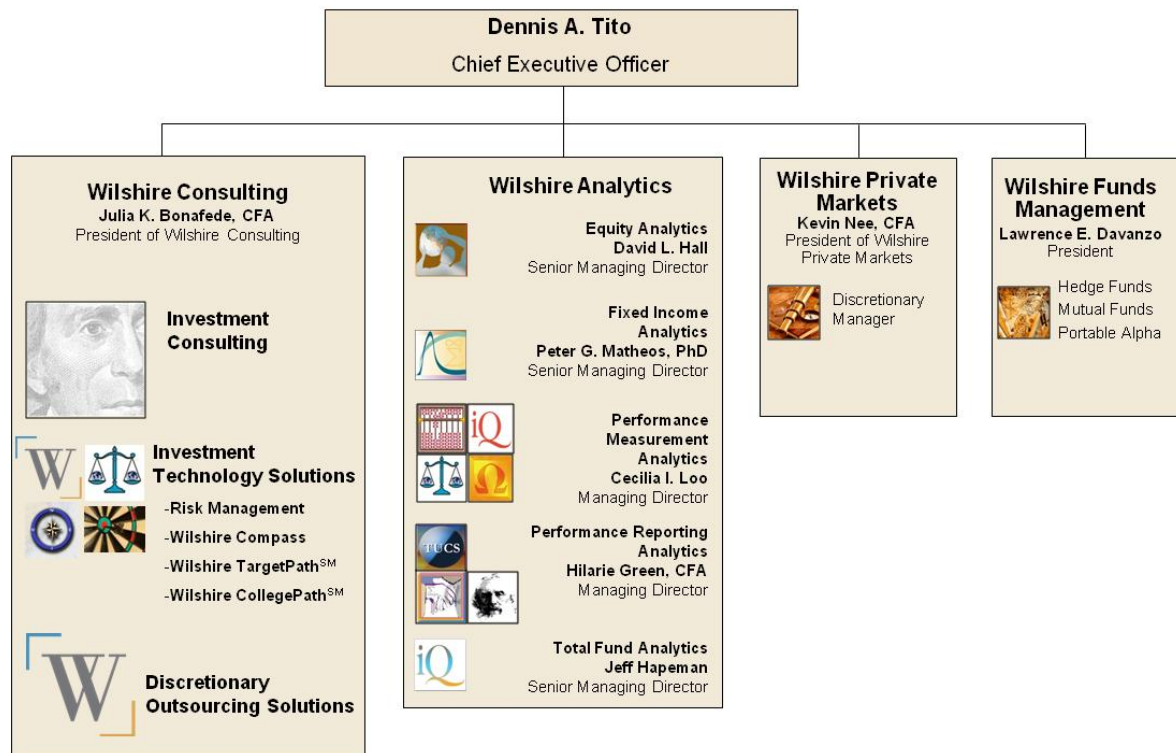 Dennis A. Tito
Chief Executive Officer
Wilshire Consulting
Julia K. Bonafede, CFA
President of Wilshire Consulting
Investment
Consulting
W
Investment
Technology Solutions
-Risk Management
-Wilshire Compass
-Wilshire TargetPath℠
-Wilshire CollegePath℠
W
Discretionary
Outsourcing Solutions
Wilshire Analytics
Equity Analytics
David L. Hall
Senior Managing Director
Fixed Income
Analytics
Peter G. Matheos, PhD
Senior Managing Director
iQ
Ω
Performance
Measurement
Analytics
Cecilia I. Loo
Managing Director
TUCS
Performance Reporting
Analytics
Hilarie Green, CFA
Managing Director
iQ
Total Fund Analytics
Jeff Hapeman
Senior Managing Director
Wilshire Private
Markets
Kevin Nee, CFA
President of Wilshire
Private Markets
Discretionary
Manager
Wilshire Funds
Management
Lawrence E. Davanzo
President
Hedge Funds
Mutual Funds
Portable Alpha